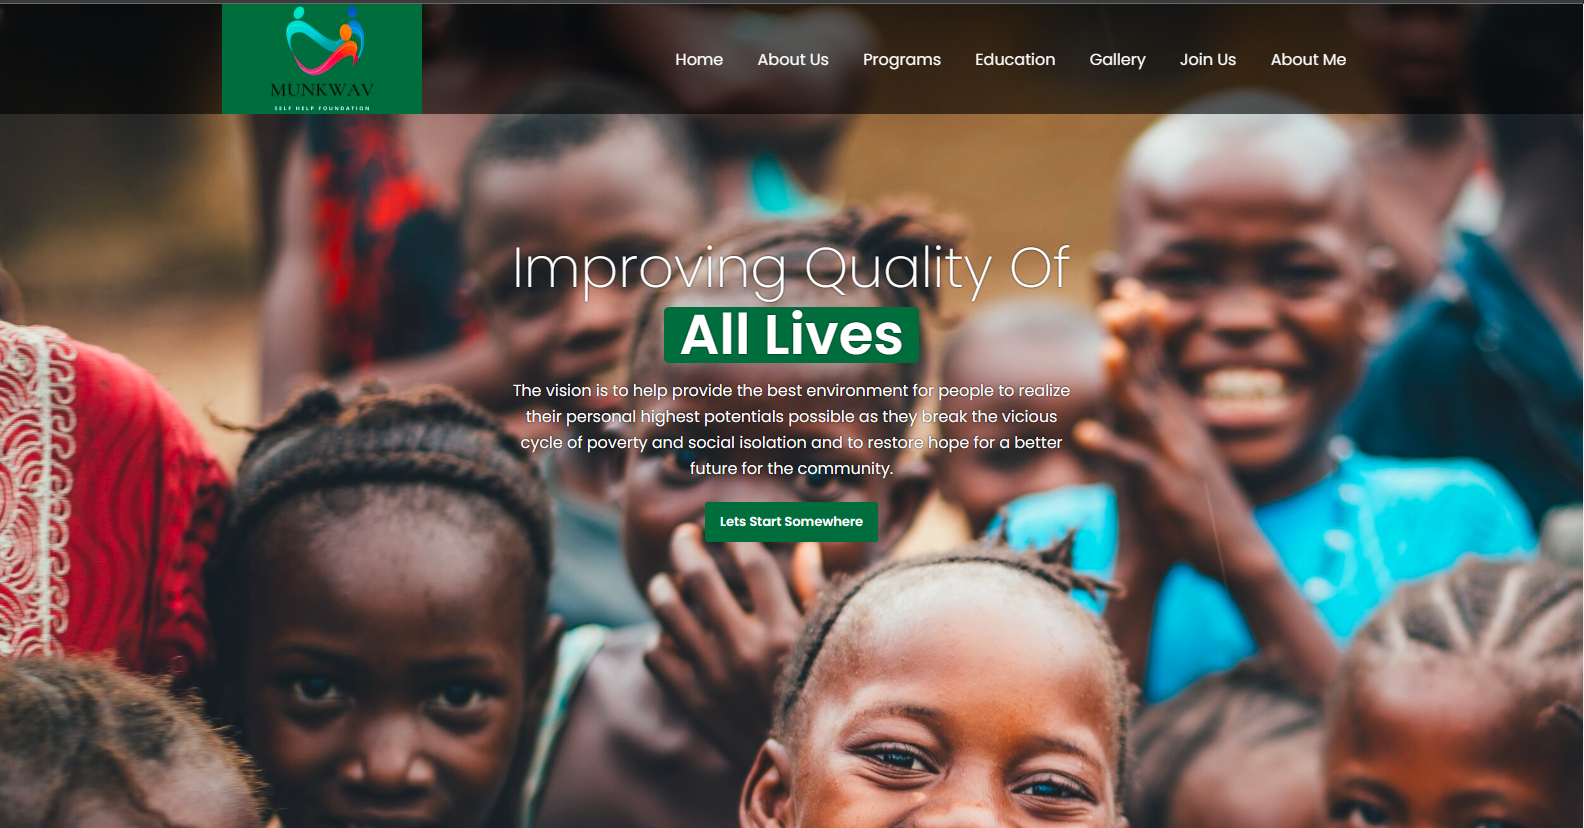 MUNKWAV
SELF HELP FOUNDATION
Home About Us Programs Education Gallery Join Us About Me
Improving Quality Of
All Lives
The vision is to help provide the best environment for people to realize
their personal highest potentials possible as they break the vicious
cycle of poverty and social isolation and to restore hope for a better
future for the community.
Lets Start Somewhere